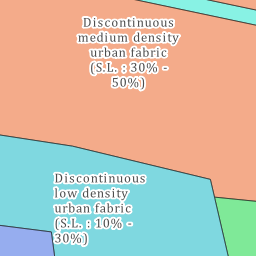 Discontinuous
medium density
urban fabric
(S.L. : 30% -
50%)
Discontinuous
low density
urban fabric
(S.L. : 10% -
30%)